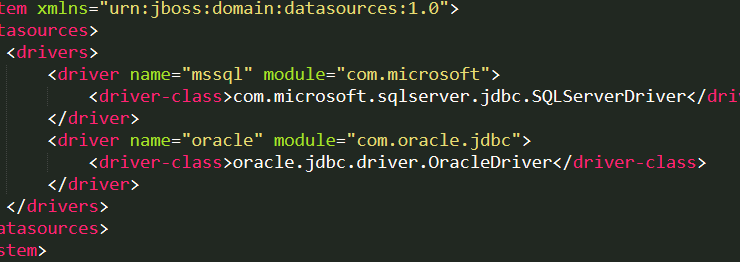 tem xmlns="urn:jboss:domain:datasources:1.0">
tasources>
<drivers>
<driver name="mssql" module="com.microsoft">
<driver-class>com.microsoft.sqlserver.jdbc.SQLServerDriver</driv
</driver>
<driver name="oracle" module="com.oracle.jdbc">
<driver-class>oracle.jdbc.driver.OracleDriver</driver-class>
</driver>
</drivers>
atasources>
stem>